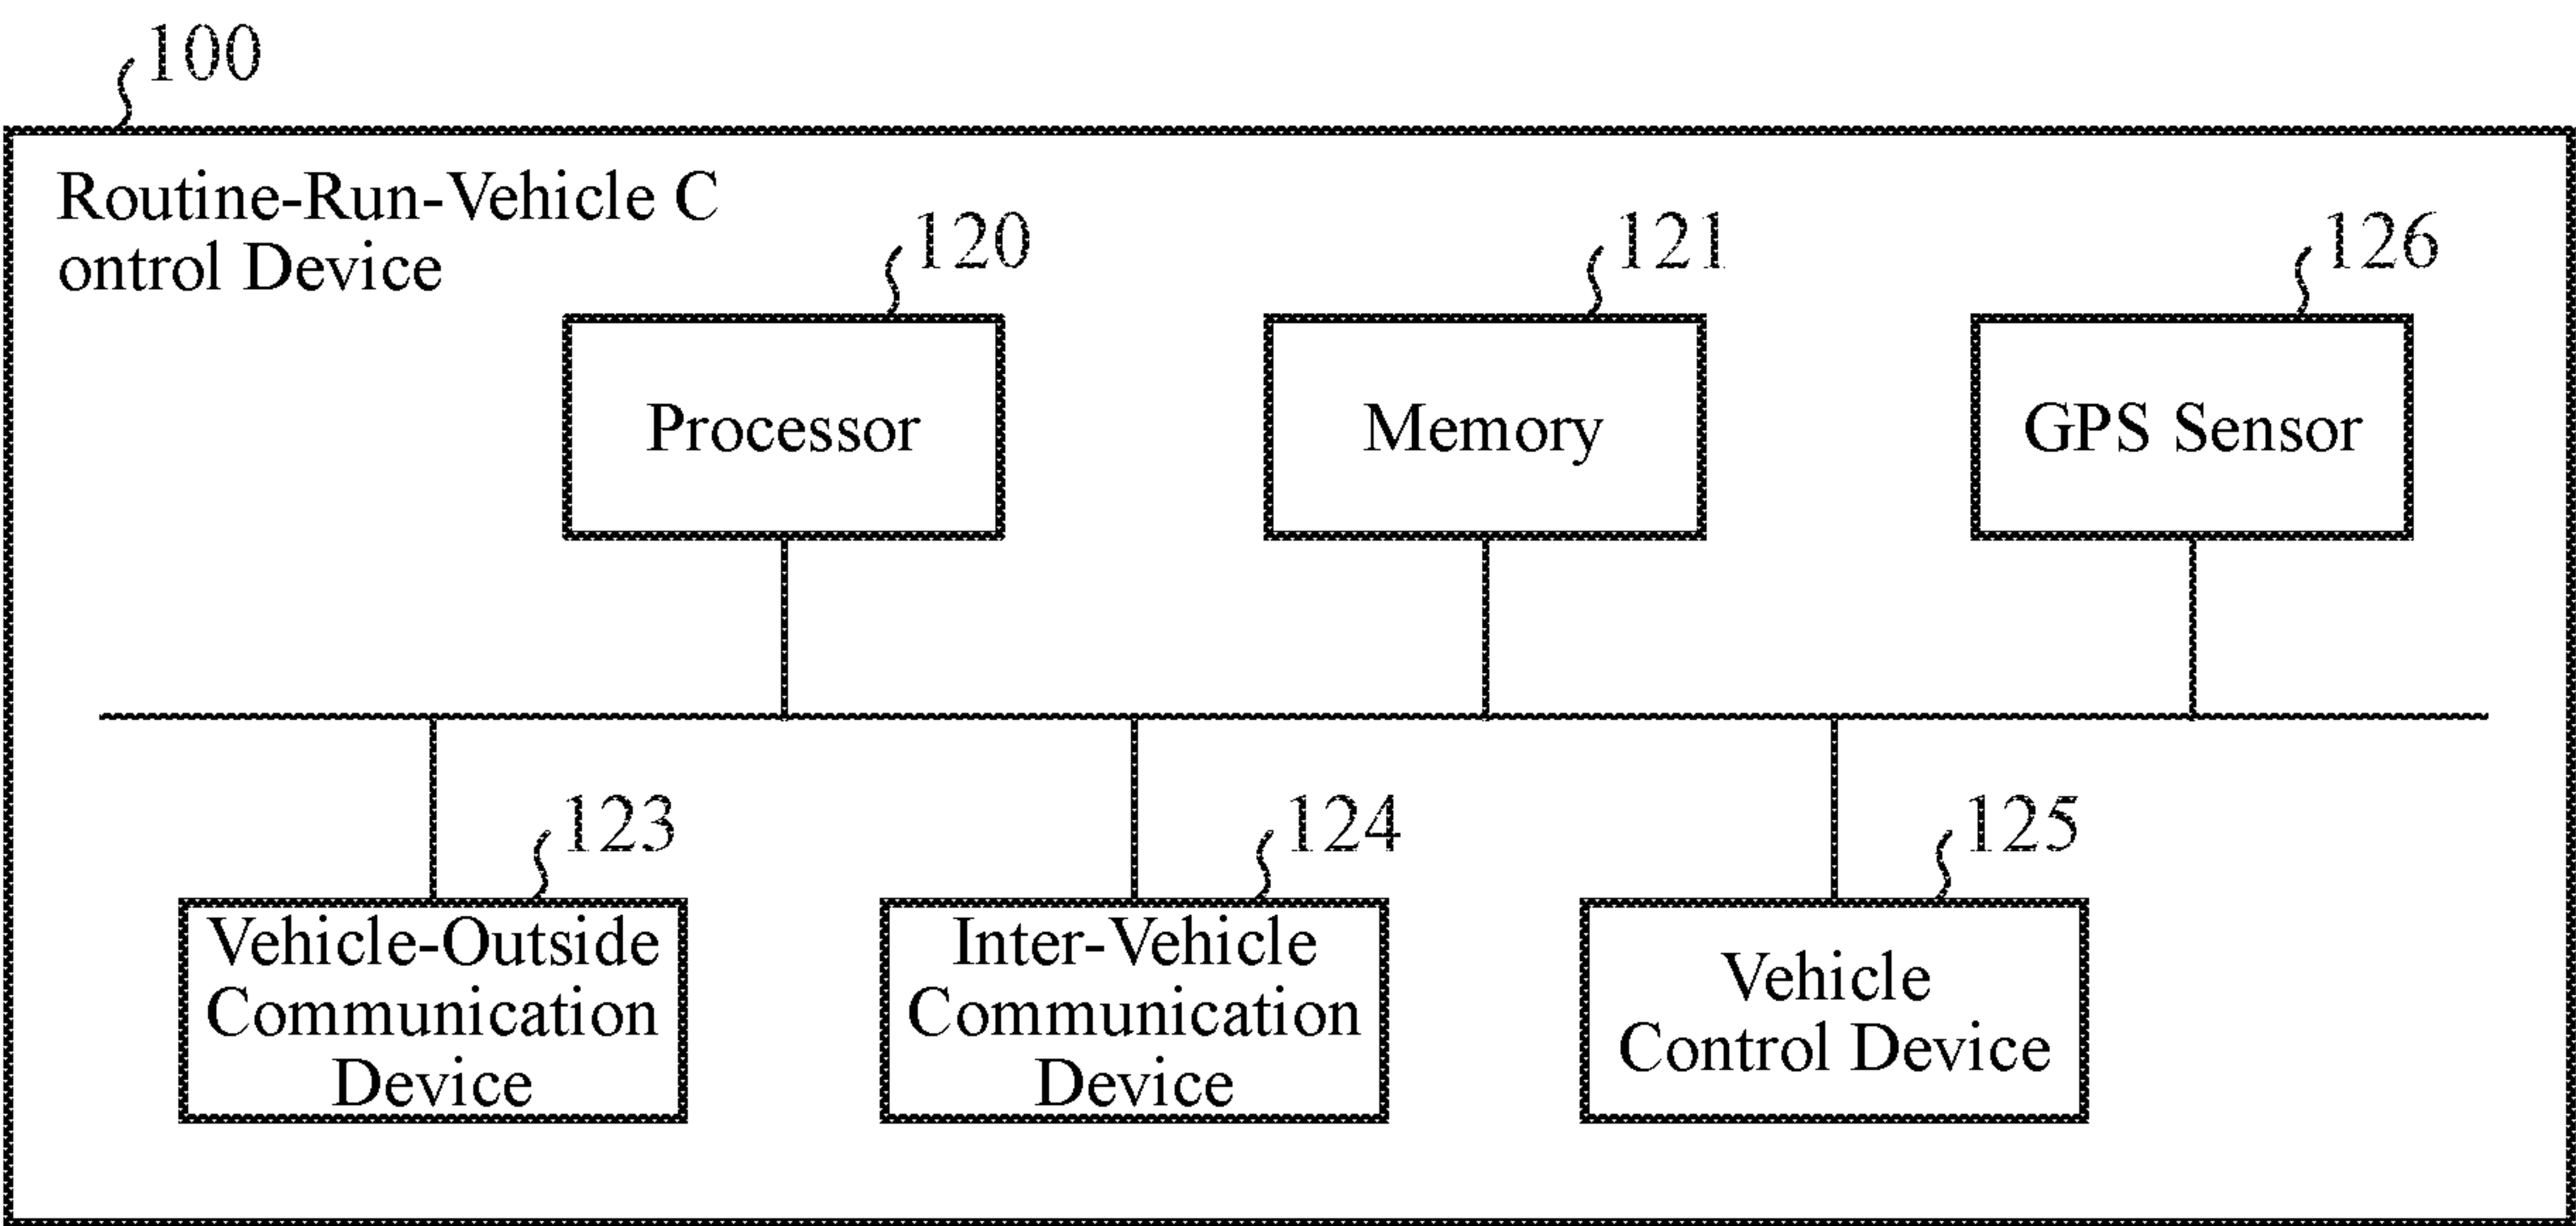 100
Routine-Run-Vehicle C
ontrol Device
120
121
126
Processor
Memory
GPS Sensor
123
124
125
Vehicle-Outside
Communication
Device
Inter-Vehicle
Communication
Device
Vehicle
Control Device